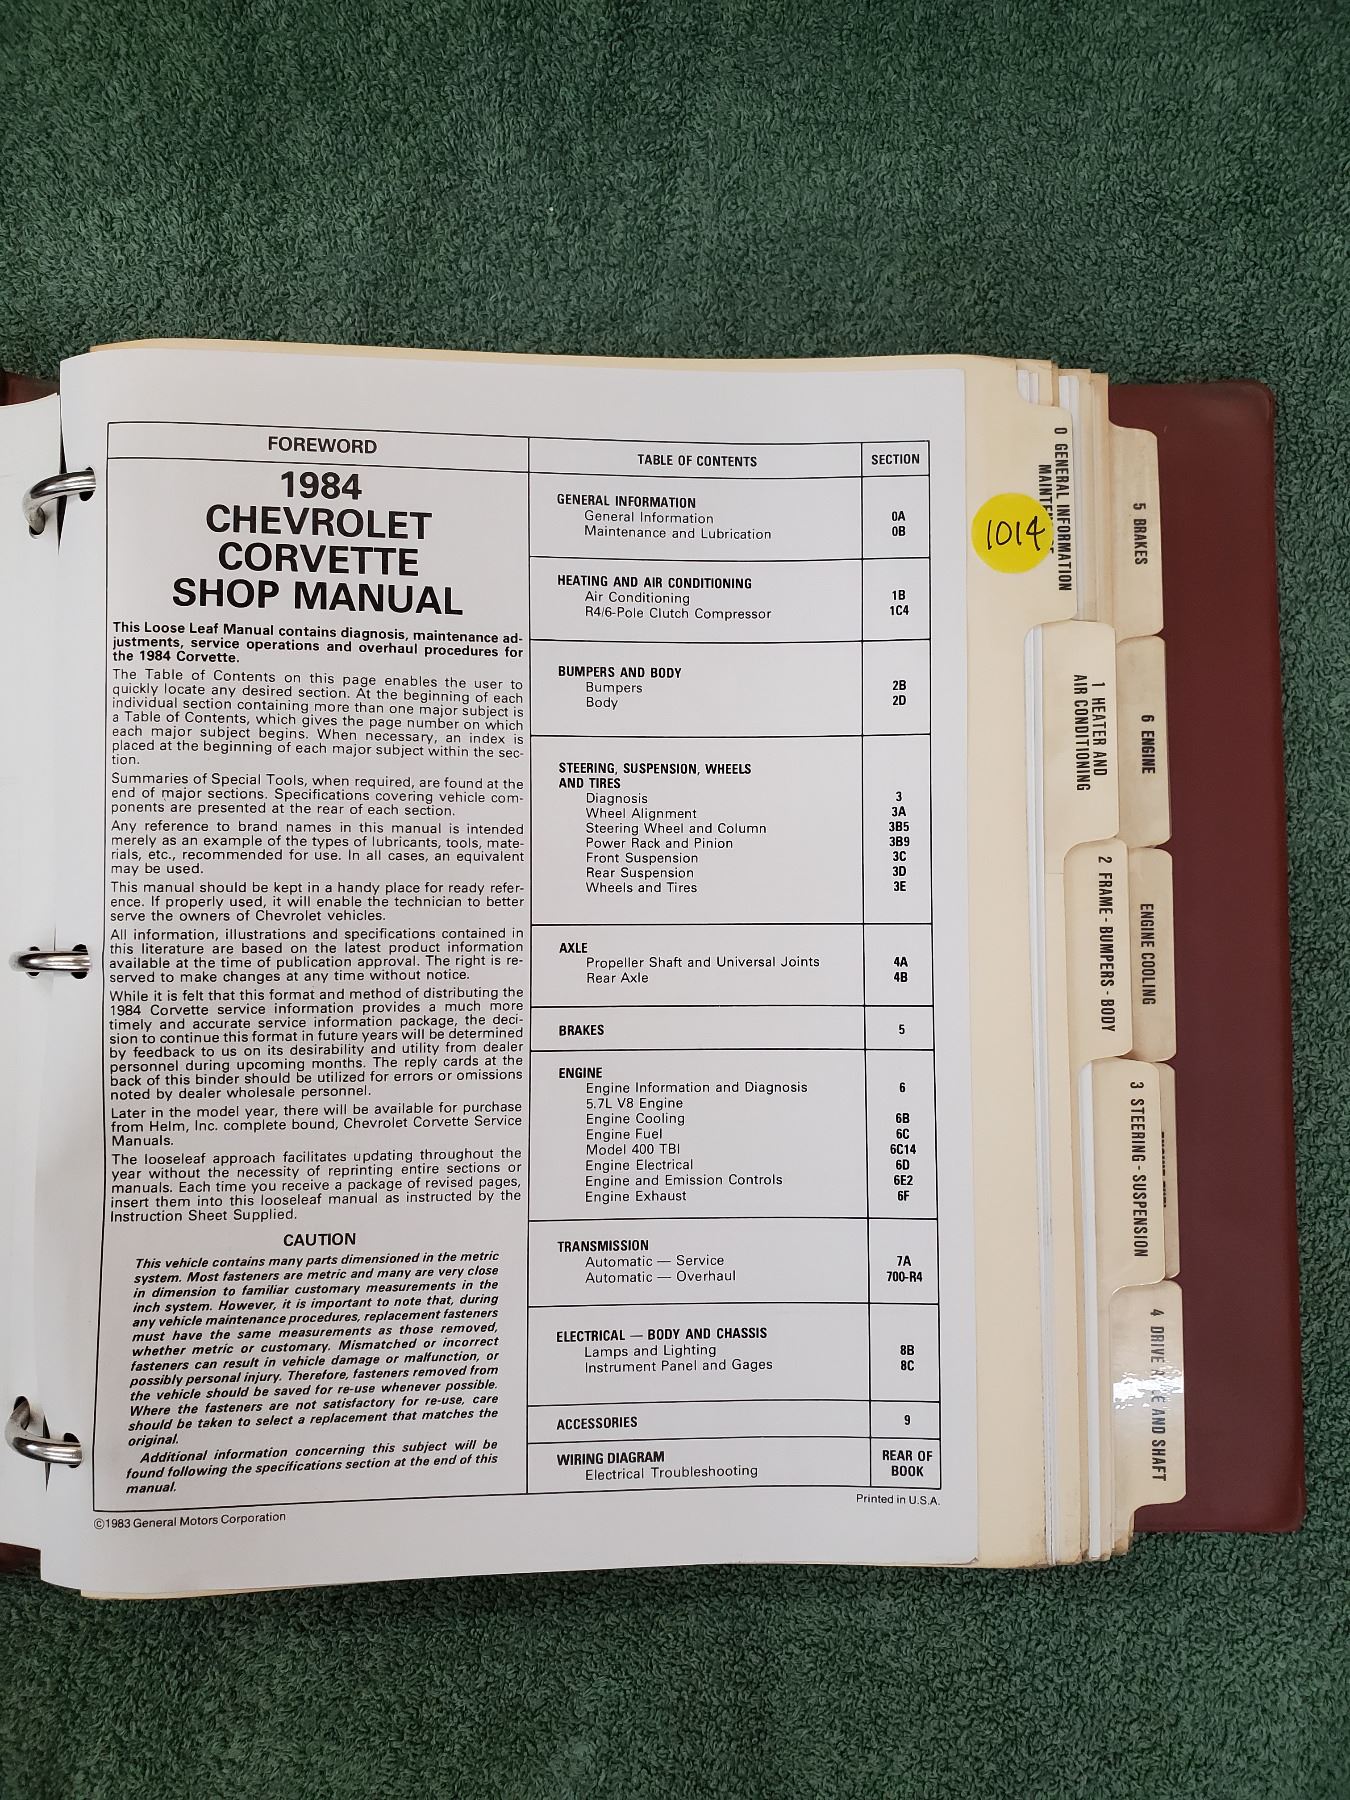 FOREWORD
1984
CHEVROLET
CORVETTE
SHOP MANUAL
This Loose Leaf Manual contains diagnosis, maintenance ad-
justments, service operations and overhaul procedures for
the 1984 Corvette.
The Table of Contents on this page enables the user to
quickly locate any desired section. At the beginning of each
individual section containing more than one major subject is
a Table of Contents, which gives the page number on which
each major subject begins. When necessary, an index is
placed at the beginning of each major subject within the sec-
tion.
Summaries of Special Tools, when required, are found at the
end of major sections. Specifications covering vehicle com-
ponents are presented at the rear of each section.
Any reference to brand names in this manual is intended
merely as an example of the types of lubricants, tools, mate-
rials, etc., recommended for use. In all cases, an equivalent
may be used.
This manual should be kept in a handy place for ready refer-
ence. If properly used, it will enable the technician to better
serve the owners of Chevrolet vehicles.
All information, illustrations and specifications contained in
this literature are based on the latest product information
available at the time of publication approval. The right is re-
served to make changes at any time without notice.
While it is felt that this format and method of distributing the
1984 Corvette service information provides a much more
timely and accurate service information package, the deci-
sion to continue this format in future years will be determined
by feedback to us on its desirability and utility from dealer
personnel during upcoming months. The reply cards at the
back of this binder should be utilized for errors or omissions
noted by dealer wholesale personnel.
Later in the model year, there will be available for purchase
from Helm, Inc. complete bound, Chevrolet Corvette Service
Manuals.
The looseleaf approach facilitates updating throughout the
year without the necessity of reprinting entire sections or
manuals. Each time you receive a package of revised pages,
insert them into this looseleaf manual as instructed by the
Instruction Sheet Supplied.
CAUTION
This vehicle contains many parts dimensioned in the metric
system. Most fasteners are metric and many are very close
in dimension to familiar customary measurements in the
inch system. However, it is important to note that, during
any vehicle maintenance procedures, replacement fasteners
must have the same measurements as those removed,
whether metric or customary. Mismatched or incorrect
fasteners can result in vehicle damage or malfunction, or
possibly personal injury. Therefore, fasteners removed from
the vehicle should be saved for re-use whenever possible.
Where the fasteners are not satisfactory for re-use, care
should be taken to select a replacement that matches the
original.
Additional information concerning this subject will be
found following the specifications section at the end of this
manual.
©1983 General Motors Corporation
TABLE OF CONTENTS SECTION
GENERAL INFORMATION
General Information 0A
Maintenance and Lubrication 0B
HEATING AND AIR CONDITIONING
Air Conditioning 1B
R4/6-Pole Clutch Compressor 1C4
BUMPERS AND BODY
Bumpers 2B
Body 2D
STEERING, SUSPENSION, WHEELS
AND TIRES
Diagnosis 3
Wheel Alignment 3A
Steering Wheel and Column 3B5
Power Rack and Pinion 3B9
Front Suspension 3C
Rear Suspension 3D
Wheels and Tires 3E
AXLE
Propeller Shaft and Universal Joints 4A
Rear Axle 4B
BRAKES 5
ENGINE
Engine Information and Diagnosis 6
5.7L V8 Engine
Engine Cooling 6B
Engine Fuel 6C
Model 400 TBI 6C14
Engine Electrical 6D
Engine and Emission Controls 6E2
Engine Exhaust 6F
TRANSMISSION
Automatic — Service 7A
Automatic — Overhaul 700-R4
ELECTRICAL — BODY AND CHASSIS
Lamps and Lighting 8B
Instrument Panel and Gages 8C
ACCESSORIES 9
WIRING DIAGRAM REAR OF
Electrical Troubleshooting BOOK
Printed in U.S.A.
1014
0 GENERAL INFORMATION
1 HEATER AND
AIR CONDITIONING
2 FRAME - BUMPERS - BODY
3 STEERING - SUSPENSION
4 DRIVE AND SHAFT
5 BRAKES
6 ENGINE
ENGINE COOLING